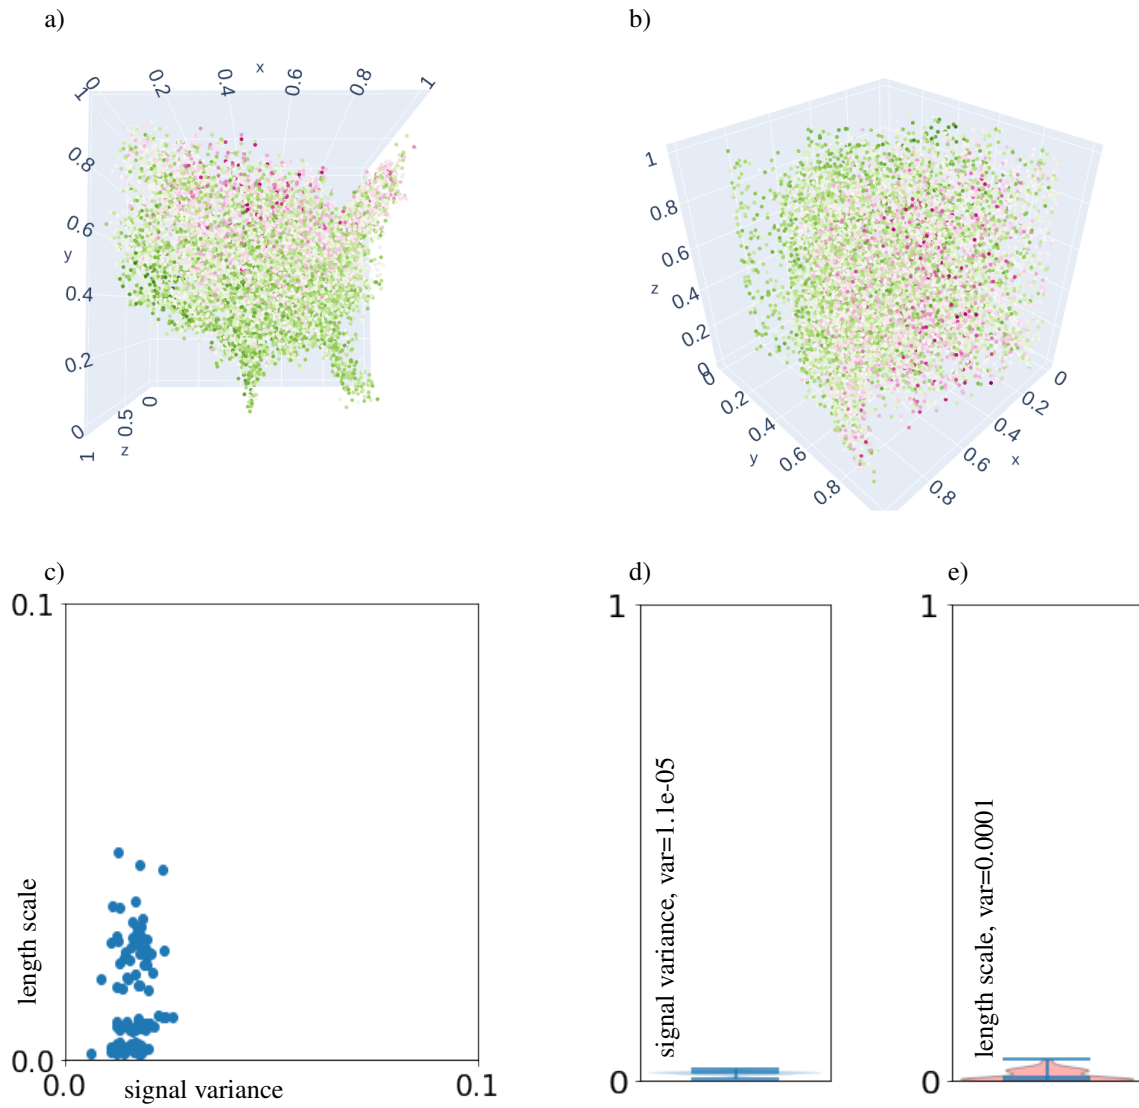 a)
b)
x
0 0.2 0.4 0.6 0.8 1
1
0.8
0.6
y
0.4
0.2
0
1 0.5 0
z
1
0.8
0.6
z
0.4
0.2
0
0 0.2 0.4 0.6 0.8
y
0 0.2 0.4 0.6 0.8
x
c)
d)
e)
0.1
length scale
0.0
0.0
signal variance
0.1
1
signal variance, var=1.1e-05
0
1
length scale, var=0.0001
0